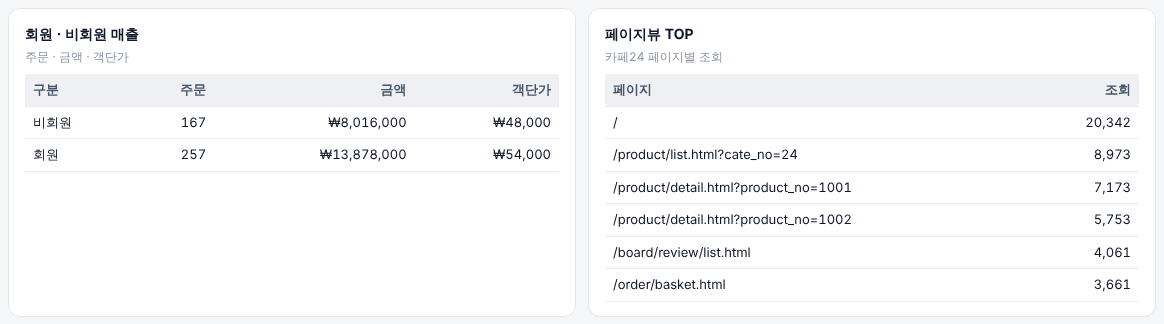 회원 · 비회원 매출
주문 · 금액 · 객단가
구분 주문 금액 객단가
비회원 167 ₩8,016,000 ₩48,000
회원 257 ₩13,878,000 ₩54,000
페이지뷰 TOP
카페24 페이지별 조회
페이지 조회
/ 20,342
/product/list.html?cate_no=24 8,973
/product/detail.html?product_no=1001 7,173
/product/detail.html?product_no=1002 5,753
/board/review/list.html 4,061
/order/basket.html 3,661